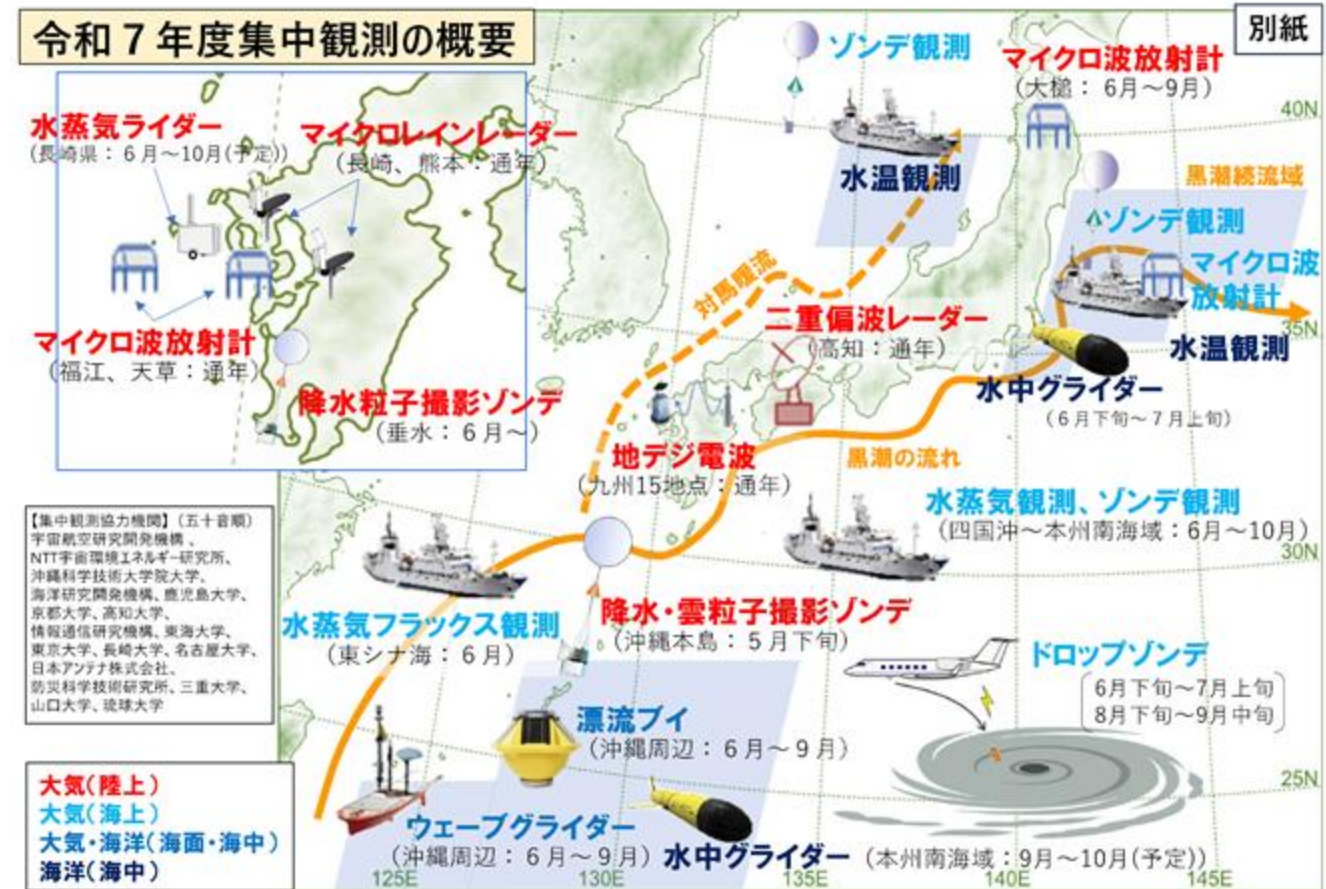 令和７年度集中観測の概要
別紙
水蒸気ライダー
(長崎県：６月～10月(予定))
マイクロレインレーダー
(長崎、熊本：通年)
マイクロ波放射計
(福江、天草：通年)
降水粒子撮影ゾンデ
(垂水：６月～)
ゾンデ観測
水温観測
マイクロ波放射計
(大槌：６月～９月)
40N
黒潮続流域
ゾンデ観測
マイクロ波
放射計
35N
水温観測
水中グライダー
(６月下旬～７月上旬)
対馬暖流
二重偏波レーダー
(高知：通年)
地デジ電波
(九州15地点：通年)
黒潮の流れ
水蒸気観測、ゾンデ観測
(四国沖～本州南海域：6月～10月)
30N
【集中観測協力機関】(五十音順)
宇宙航空研究開発機構、
NTT宇宙環境エネルギー研究所、
沖縄科学技術大学院大学、
海洋研究開発機構、鹿児島大学、
京都大学、高知大学、
情報通信研究機構、東海大学、
東京大学、長崎大学、名古屋大学、
日本アンテナ株式会社、
防災科学技術研究所、三重大学、
山口大学、琉球大学
水蒸気フラックス観測
(東シナ海：６月)
降水・雲粒子撮影ゾンデ
(沖縄本島：５月下旬)
ドロップゾンデ
6月下旬～7月上旬
8月下旬～9月中旬
漂流ブイ
(沖縄周辺：６月～９月)
25N
ウェーブグライダー
(沖縄周辺：６月～９月)
水中グライダー (本州南海域：9月～10月(予定))
125E
130E
135E
140E
145E
大気(陸上)
大気(海上)
大気・海洋(海面・海中)
海洋(海中)